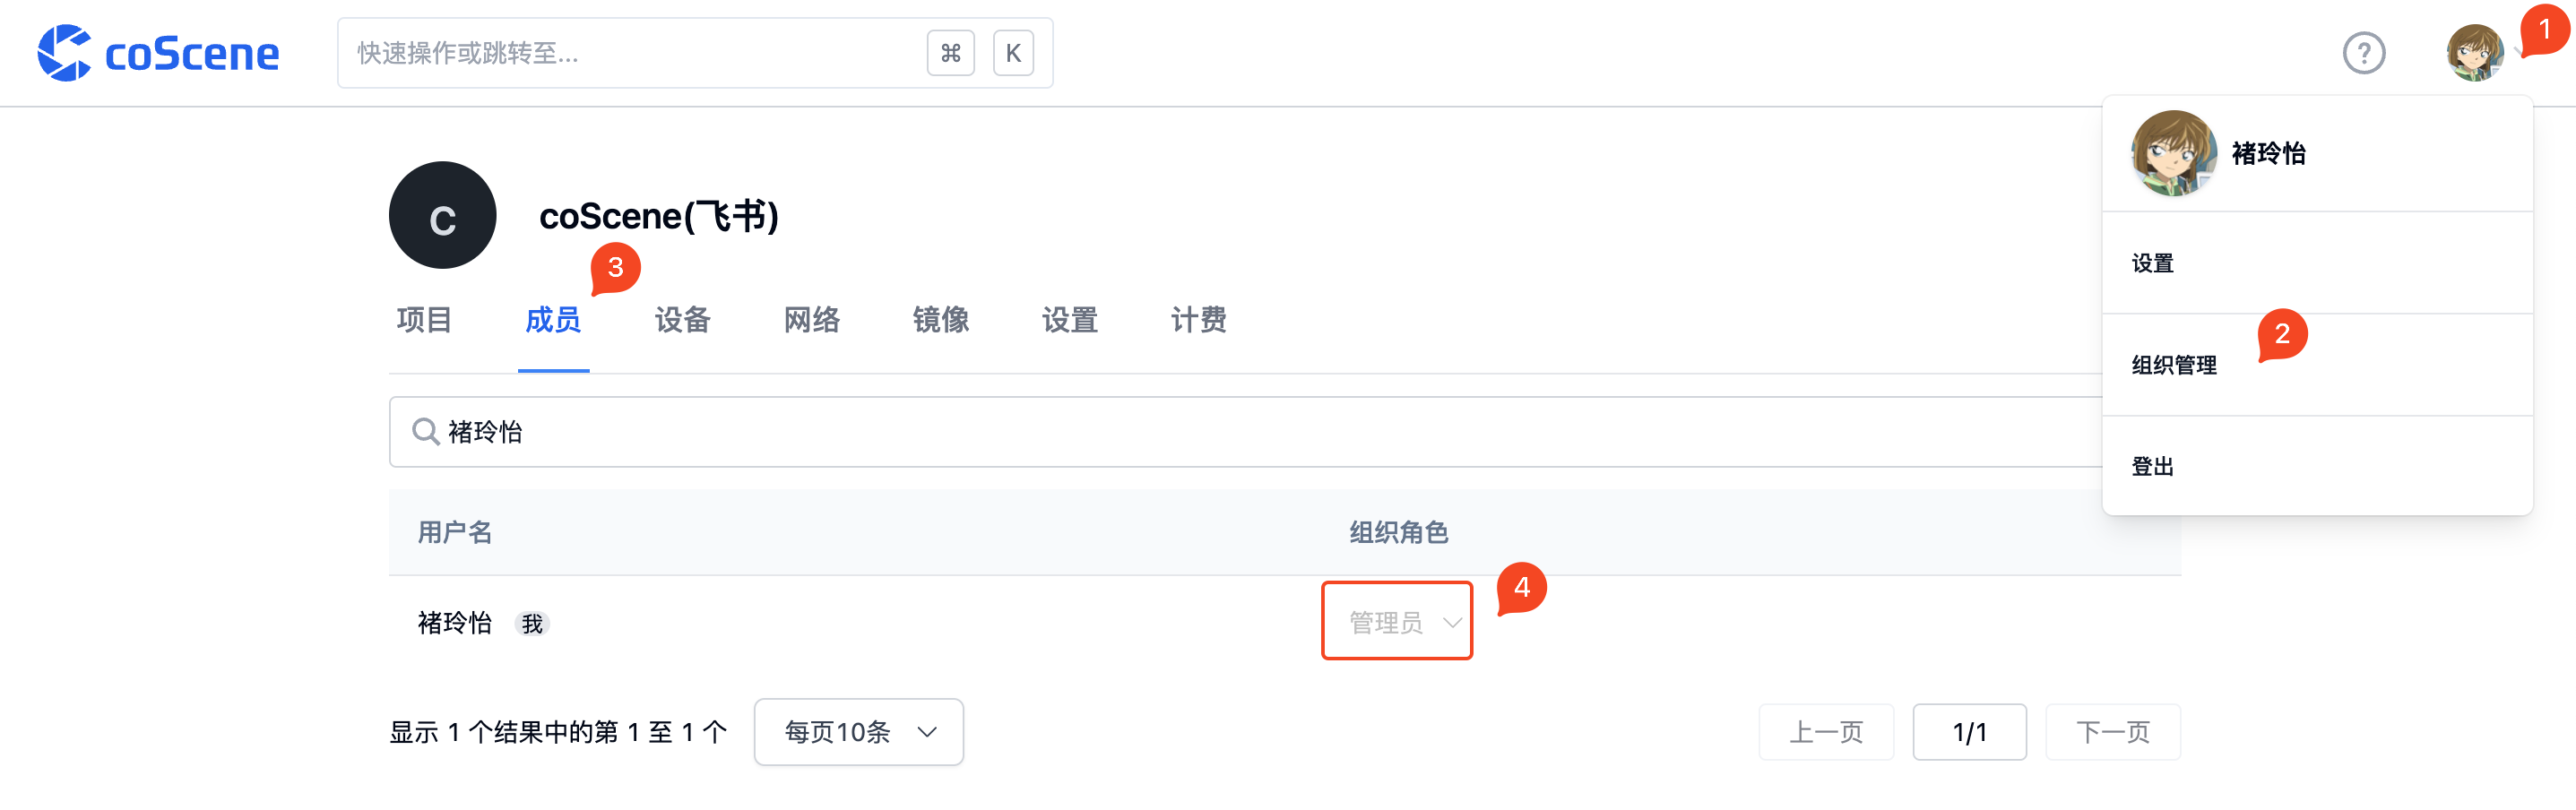 coScene
快速操作或跳转至...
⌘ K
?
1
褚玲怡
设置
2
组织管理
登出
C
coScene(飞书)
3
项目 成员 设备 网络 镜像 设置 计费
褚玲怡
用户名 组织角色
褚玲怡 我 管理员
4
显示 1 个结果中的第 1 至 1 个 每页10条 上一页 1/1 下一页